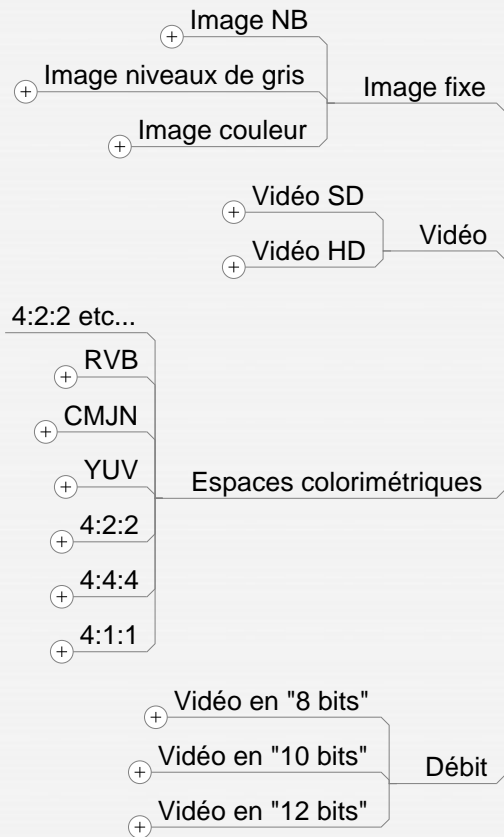 Image NB
Image niveaux de gris
Image couleur
Image fixe
Vidéo SD
Vidéo HD
Vidéo
4:2:2 etc...
RVB
CMJN
YUV
4:2:2
4:4:4
4:1:1
Espaces colorimétriques
Vidéo en "8 bits"
Vidéo en "10 bits"
Vidéo en "12 bits"
Débit